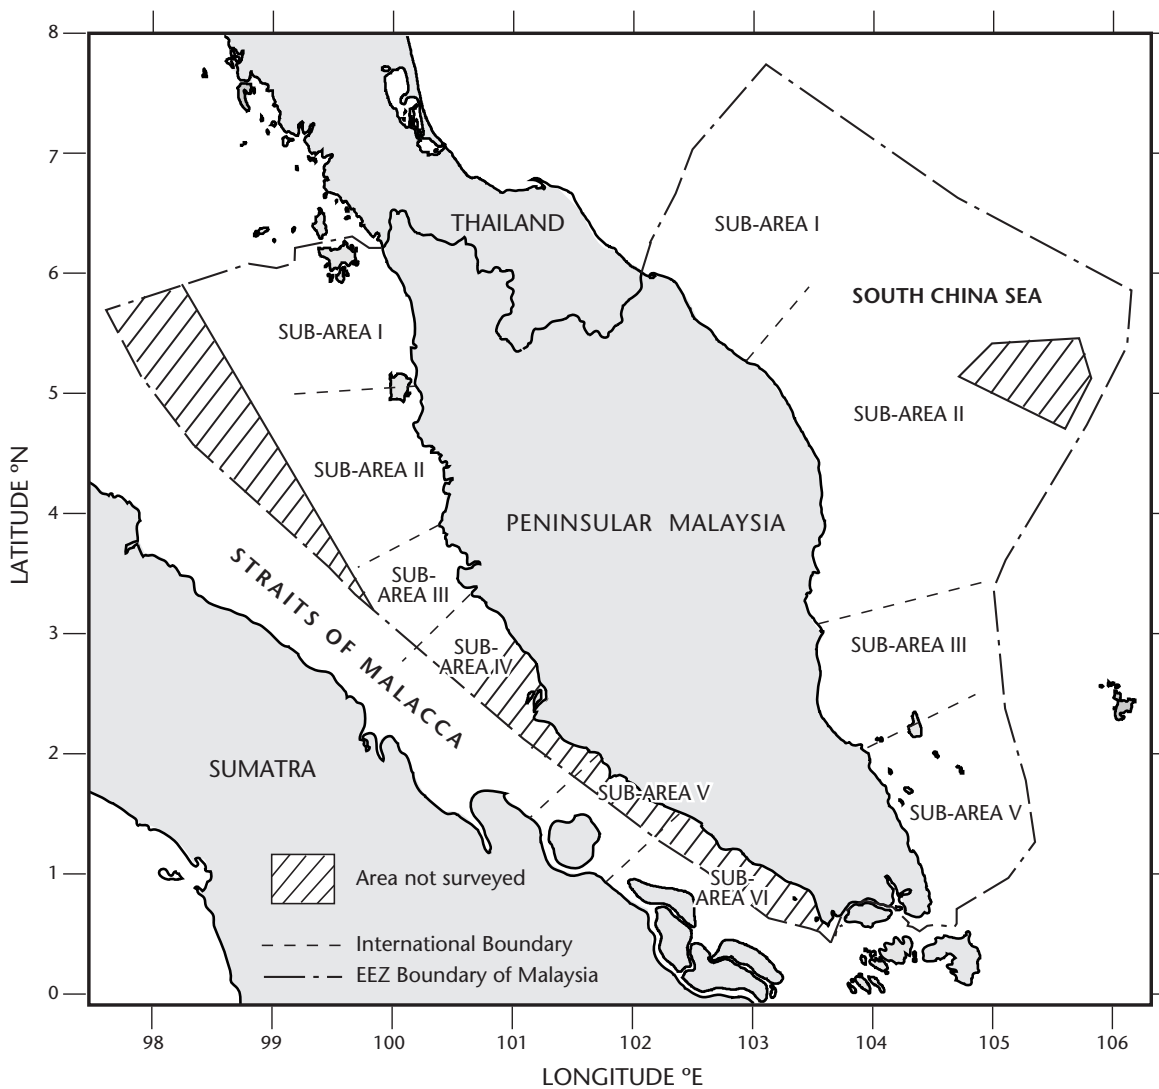 8
7
6
5
4
3
2
1
0
LATITUDE ºN
THAILAND
SUB-AREA I
SOUTH CHINA SEA
SUB-AREA I
SUB-AREA II
SUB-AREA II
PENINSULAR MALAYSIA
STRAITS OF MALACCA
SUB-
AREA III
SUB-
AREA IV
SUB-AREA III
SUMATRA
SUB-AREA V
SUB-AREA V
SUB-
AREA VI
Area not surveyed
International Boundary
EEZ Boundary of Malaysia
98
99
100
101
102
103
104
105
106
LONGITUDE ºE